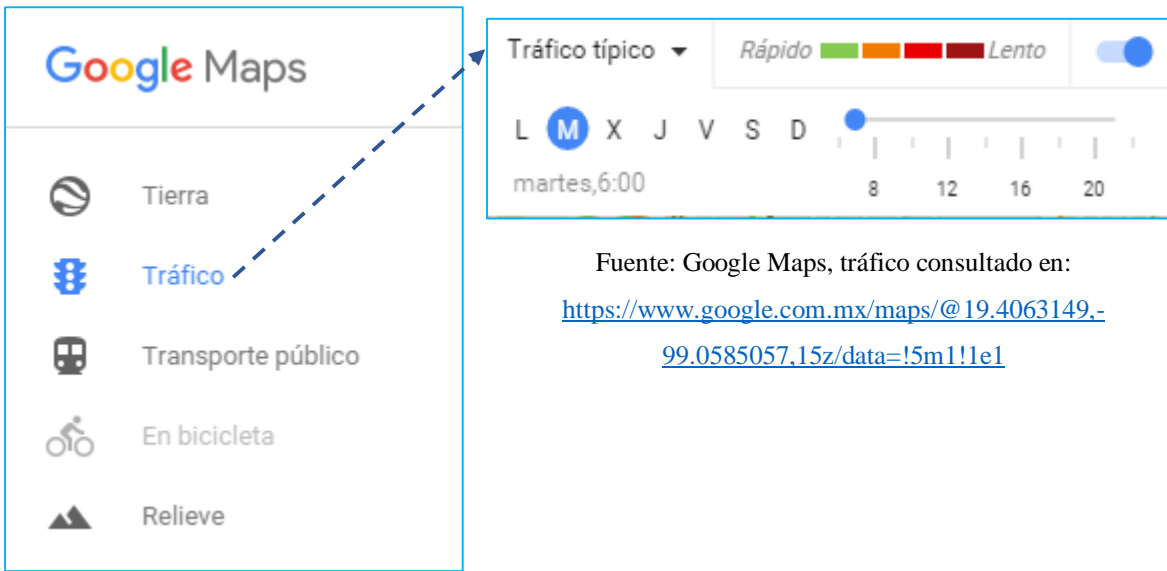 Google Maps
Tierra
Tráfico
Transporte público
En bicicleta
Relieve
Tráfico típico Rápido Lento
L M X J V S D
martes,6:00
8 12 16 20
Fuente: Google Maps, tráfico consultado en:
https://www.google.com.mx/maps/@19.4063149,-
99.0585057,15z/data=!5m1!1e1